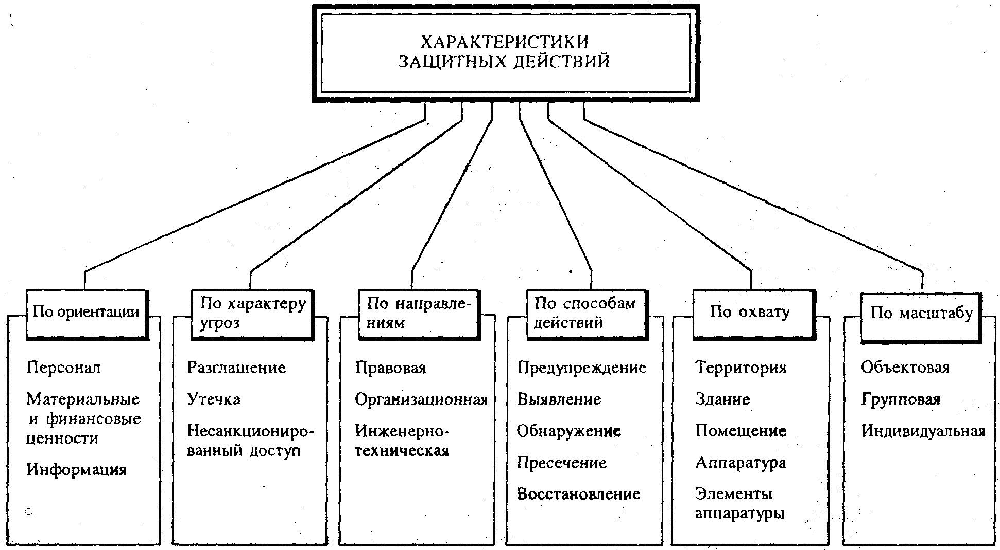 ХАРАКТЕРИСТИКИ
ЗАЩИТНЫХ ДЕЙСТВИЙ
По ориентации
Персонал
Материальные
и финансовые
ценности
Информация
По характеру
угроз
Разглашение
Утечка
Несанкциониро-
ванный доступ
По направле-
ниям
Правовая
Организационная
Инженерно-
техническая
По способам
действий
Предупреждение
Выявление
Обнаружение
Пресечение
Восстановление
По охвату
Территория
Здание
Помещение
Аппаратура
Элементы
аппаратуры
По масштабу
Объектовая
Групповая
Индивидуальная